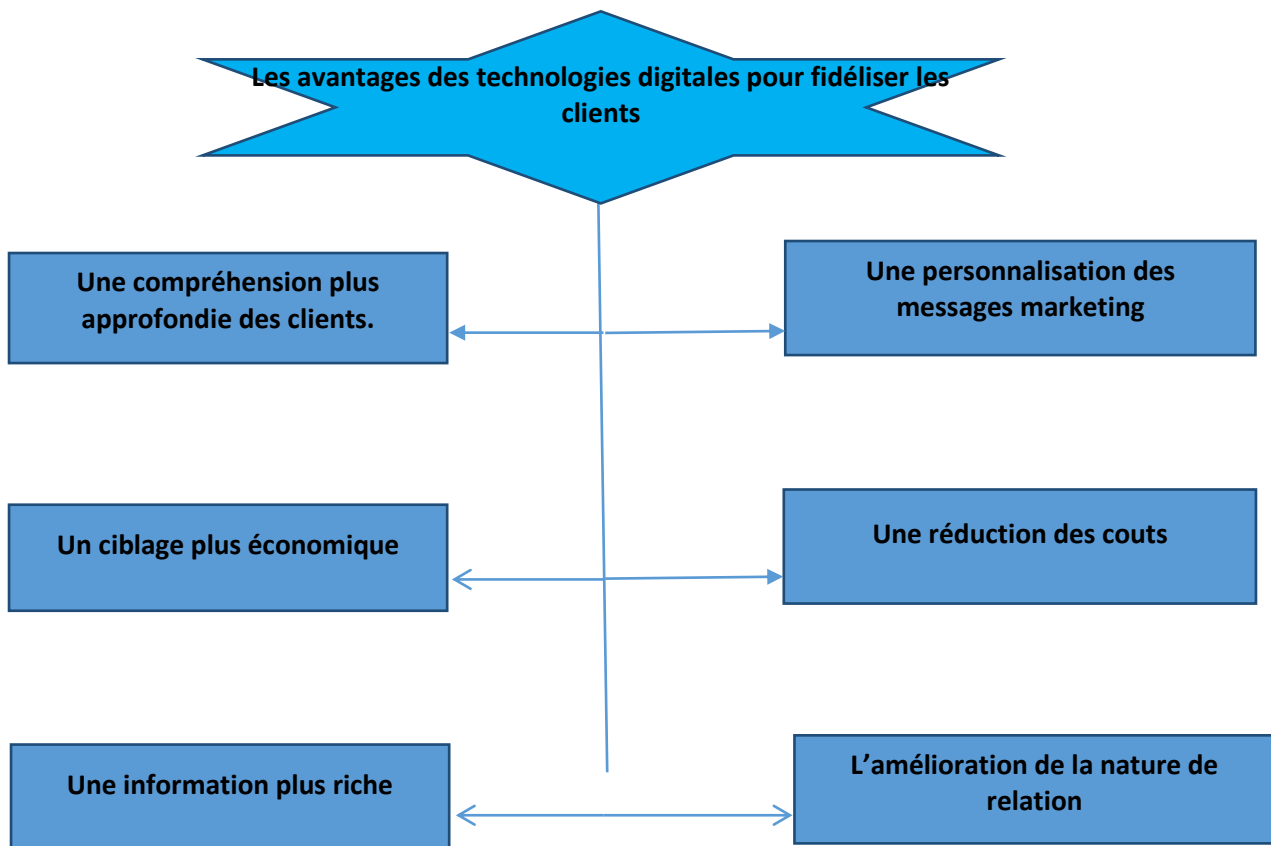 Les avantages des technologies digitales pour fidéliser les
clients
Une compréhension plus
approfondie des clients.
Une personnalisation des
messages marketing
Un ciblage plus économique
Une réduction des couts
Une information plus riche
L’amélioration de la nature de
relation